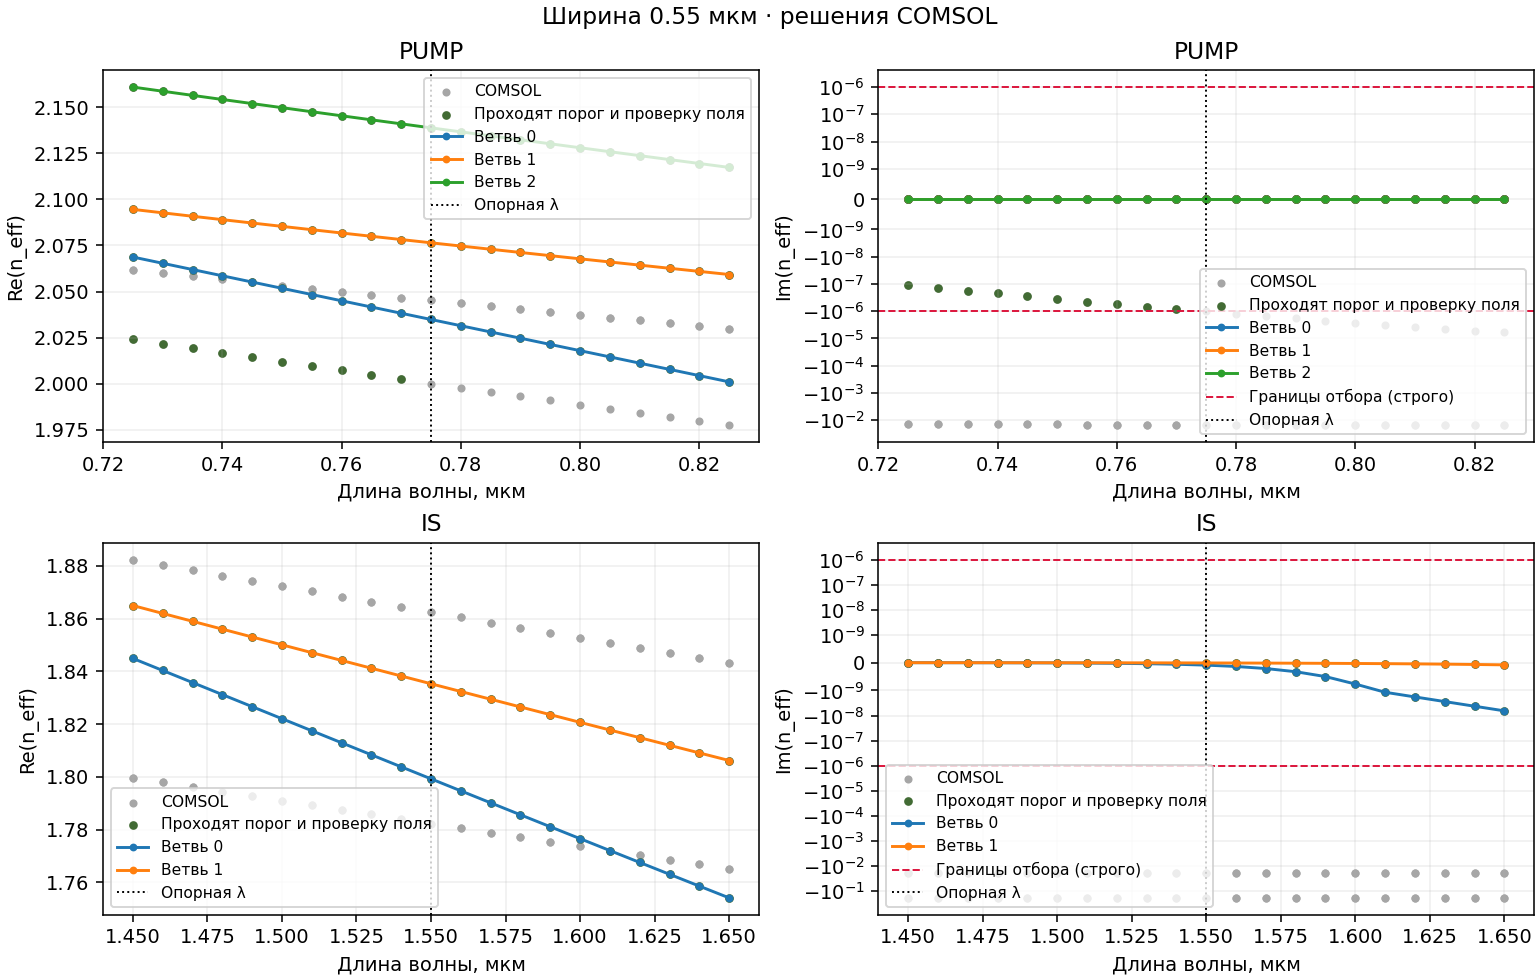 Ширина 0.55 мкм · решения COMSOL
PUMP
Re(n_eff)
2.150
2.125
2.100
2.075
2.050
2.025
2.000
1.975
COMSOL
Проходят порог и проверку поля
Ветвь 0
Ветвь 1
Ветвь 2
Опорная λ
0.72 0.74 0.76 0.78 0.80 0.82
Длина волны, мкм
PUMP
Im(n_eff)
10⁻⁶
10⁻⁷
10⁻⁸
10⁻⁹
0
−10⁻⁹
−10⁻⁸
−10⁻⁷
−10⁻⁶
−10⁻⁵
−10⁻⁴
−10⁻³
−10⁻²
COMSOL
Проходят порог и проверку поля
Ветвь 0
Ветвь 1
Ветвь 2
Границы отбора (строго)
Опорная λ
0.72 0.74 0.76 0.78 0.80 0.82
Длина волны, мкм
IS
Re(n_eff)
1.88
1.86
1.84
1.82
1.80
1.78
1.76
COMSOL
Проходят порог и проверку поля
Ветвь 0
Ветвь 1
Опорная λ
1.450 1.475 1.500 1.525 1.550 1.575 1.600 1.625 1.650
Длина волны, мкм
IS
Im(n_eff)
10⁻⁶
10⁻⁷
10⁻⁸
10⁻⁹
0
−10⁻⁹
−10⁻⁸
−10⁻⁷
−10⁻⁶
−10⁻⁵
−10⁻⁴
−10⁻³
−10⁻²
−10⁻¹
COMSOL
Проходят порог и проверку поля
Ветвь 0
Ветвь 1
Границы отбора (строго)
Опорная λ
1.450 1.475 1.500 1.525 1.550 1.575 1.600 1.625 1.650
Длина волны, мкм